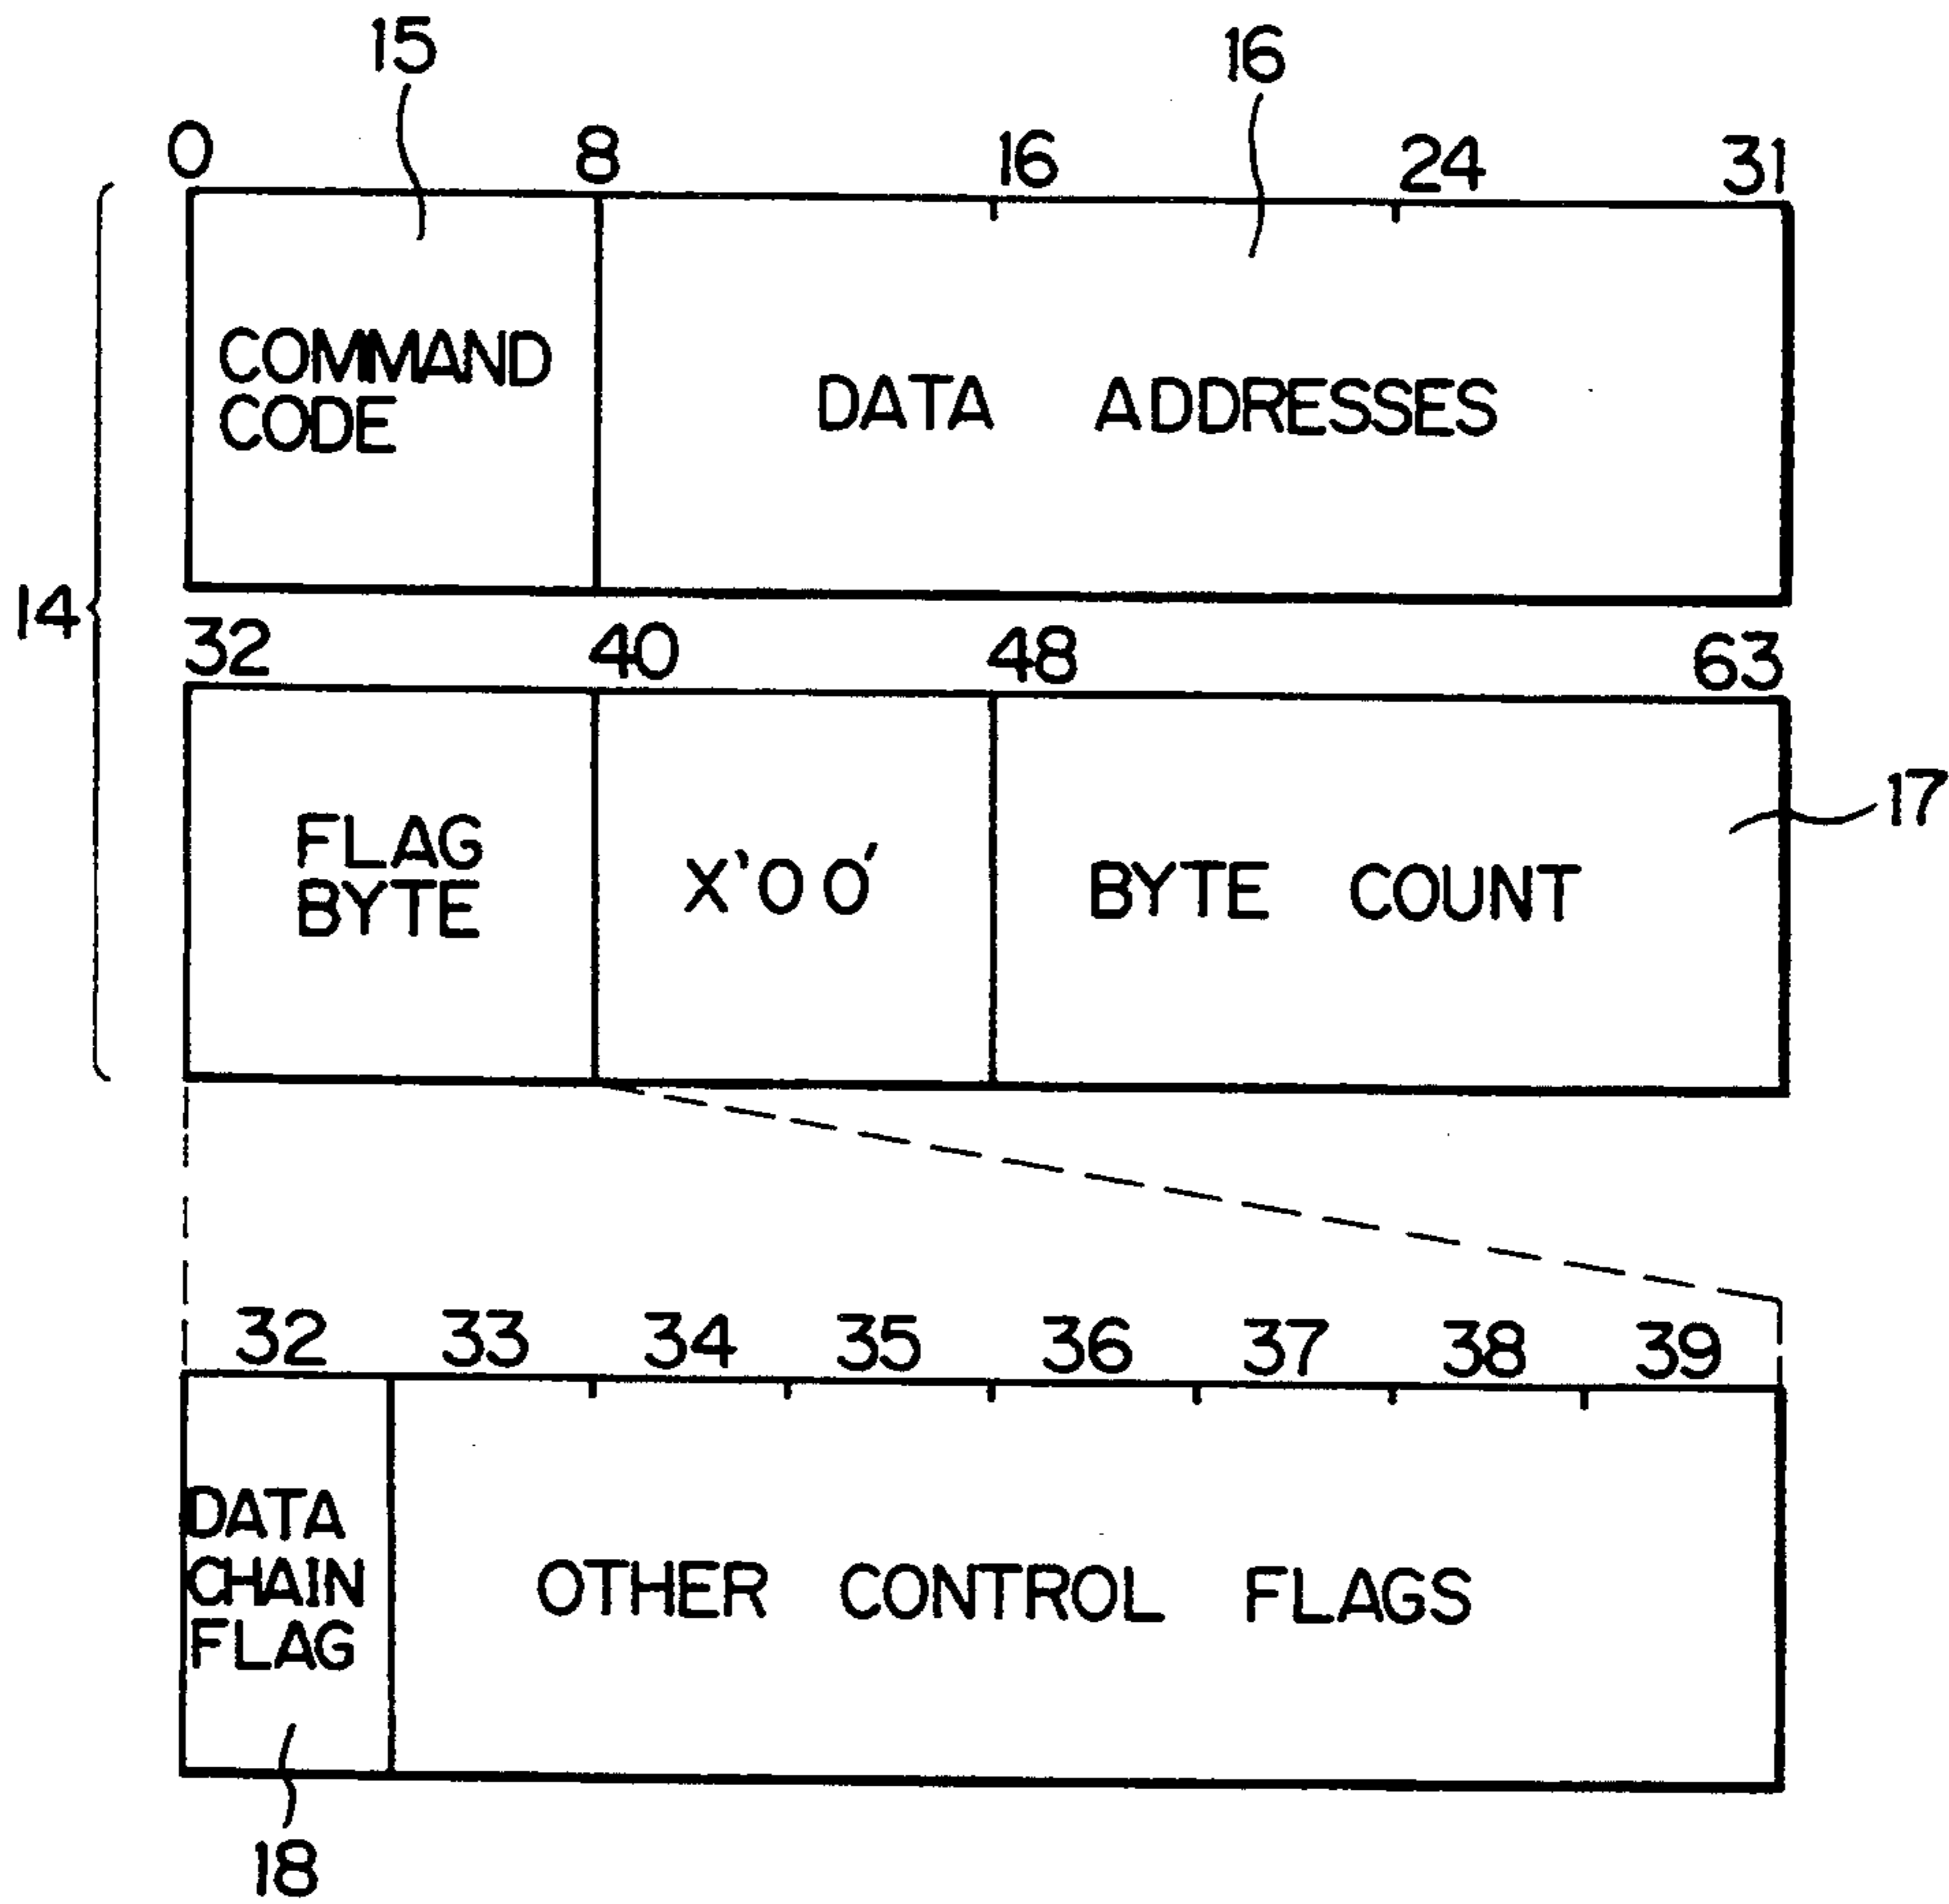 15 16
0 8 16 24 31
COMMAND
CODE
DATA ADDRESSES
14
32 40 48 63
FLAG
BYTE
X'00'
BYTE COUNT
17
32 33 34 35 36 37 38 39
DATA
CHAIN
FLAG
OTHER CONTROL FLAGS
18